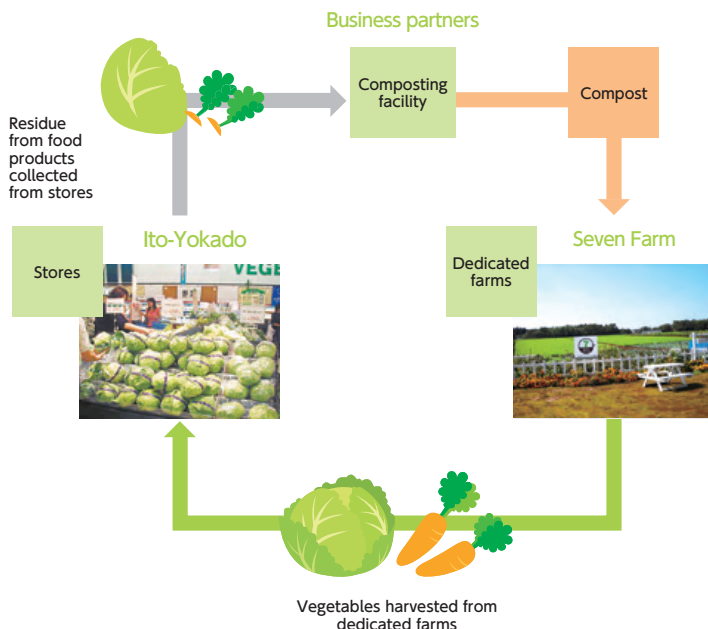 Business partners
Composting
facility
Compost
Residue
from food
products
collected
from stores
Ito-Yokado
Stores
VEGE
Seven Farm
Dedicated
farms
Vegetables harvested from
dedicated farms